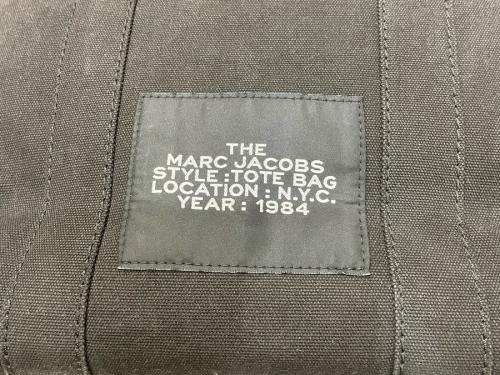 THE
MARC JACOBS
STYLE : TOTE BAG
LOCATION : N.Y.C.
YEAR : 1984